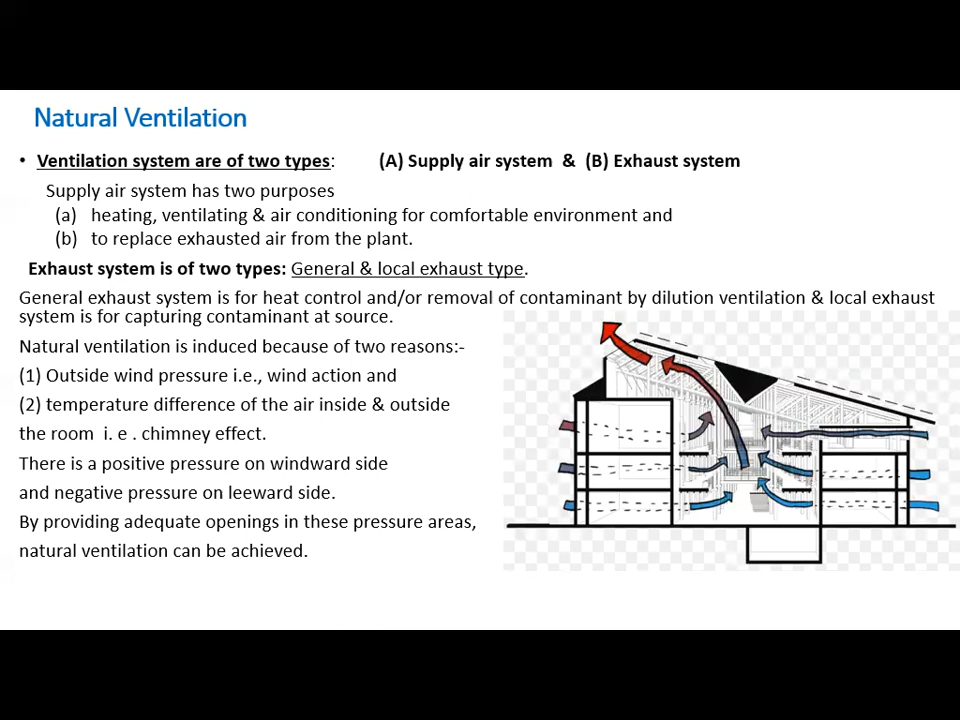 Natural Ventilation
• Ventilation system are of two types: (A) Supply air system & (B) Exhaust system
Supply air system has two purposes
(a) heating, ventilating & air conditioning for comfortable environment and
(b) to replace exhausted air from the plant.
Exhaust system is of two types: General & local exhaust type.
General exhaust system is for heat control and/or removal of contaminant by dilution ventilation & local exhaust
system is for capturing contaminant at source.
Natural ventilation is induced because of two reasons:-
(1) Outside wind pressure i.e., wind action and
(2) temperature difference of the air inside & outside
the room i. e . chimney effect.
There is a positive pressure on windward side
and negative pressure on leeward side.
By providing adequate openings in these pressure areas,
natural ventilation can be achieved.